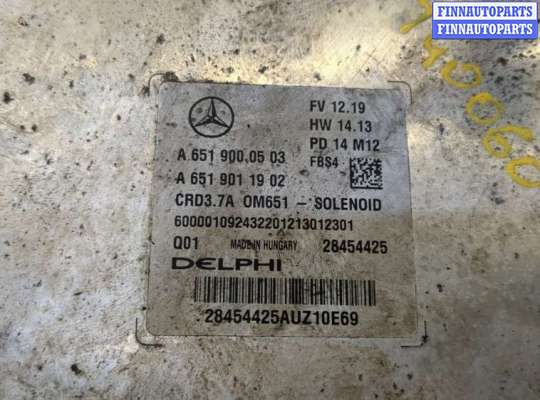 FINNAUTOPARTS
FINNAUTOPARTS
FINNAUTOPARTS
FV 12.19
HW 14.13
PD 14 M12
FBS4
A 651 900 05 03
A 651 901 19 02
CRD3.7A OM651 - SOLENOID
600001092432201213012301
Q01 MADE IN HUNGARY 28454425
DELPHI
28454425AUZ10E69